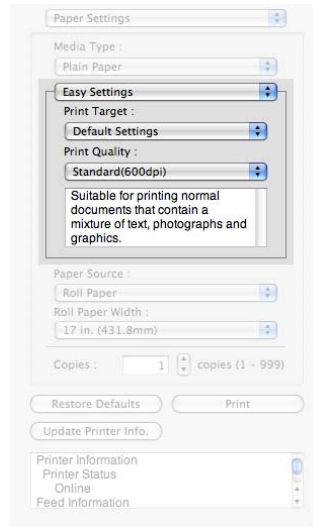 Paper Settings
Media Type :
Plain Paper
Easy Settings
Print Target :
Default Settings
Print Quality :
Standard(600dpi)
Suitable for printing normal
documents that contain a
mixture of text, photographs and
graphics.
Paper Source :
Roll Paper
Roll Paper Width :
17 in. (431.8mm)
Copies : 1 copies (1 ~ 999)
Restore Defaults Print
Update Printer Info.
Printer Information
Printer Status
Online
Feed Information